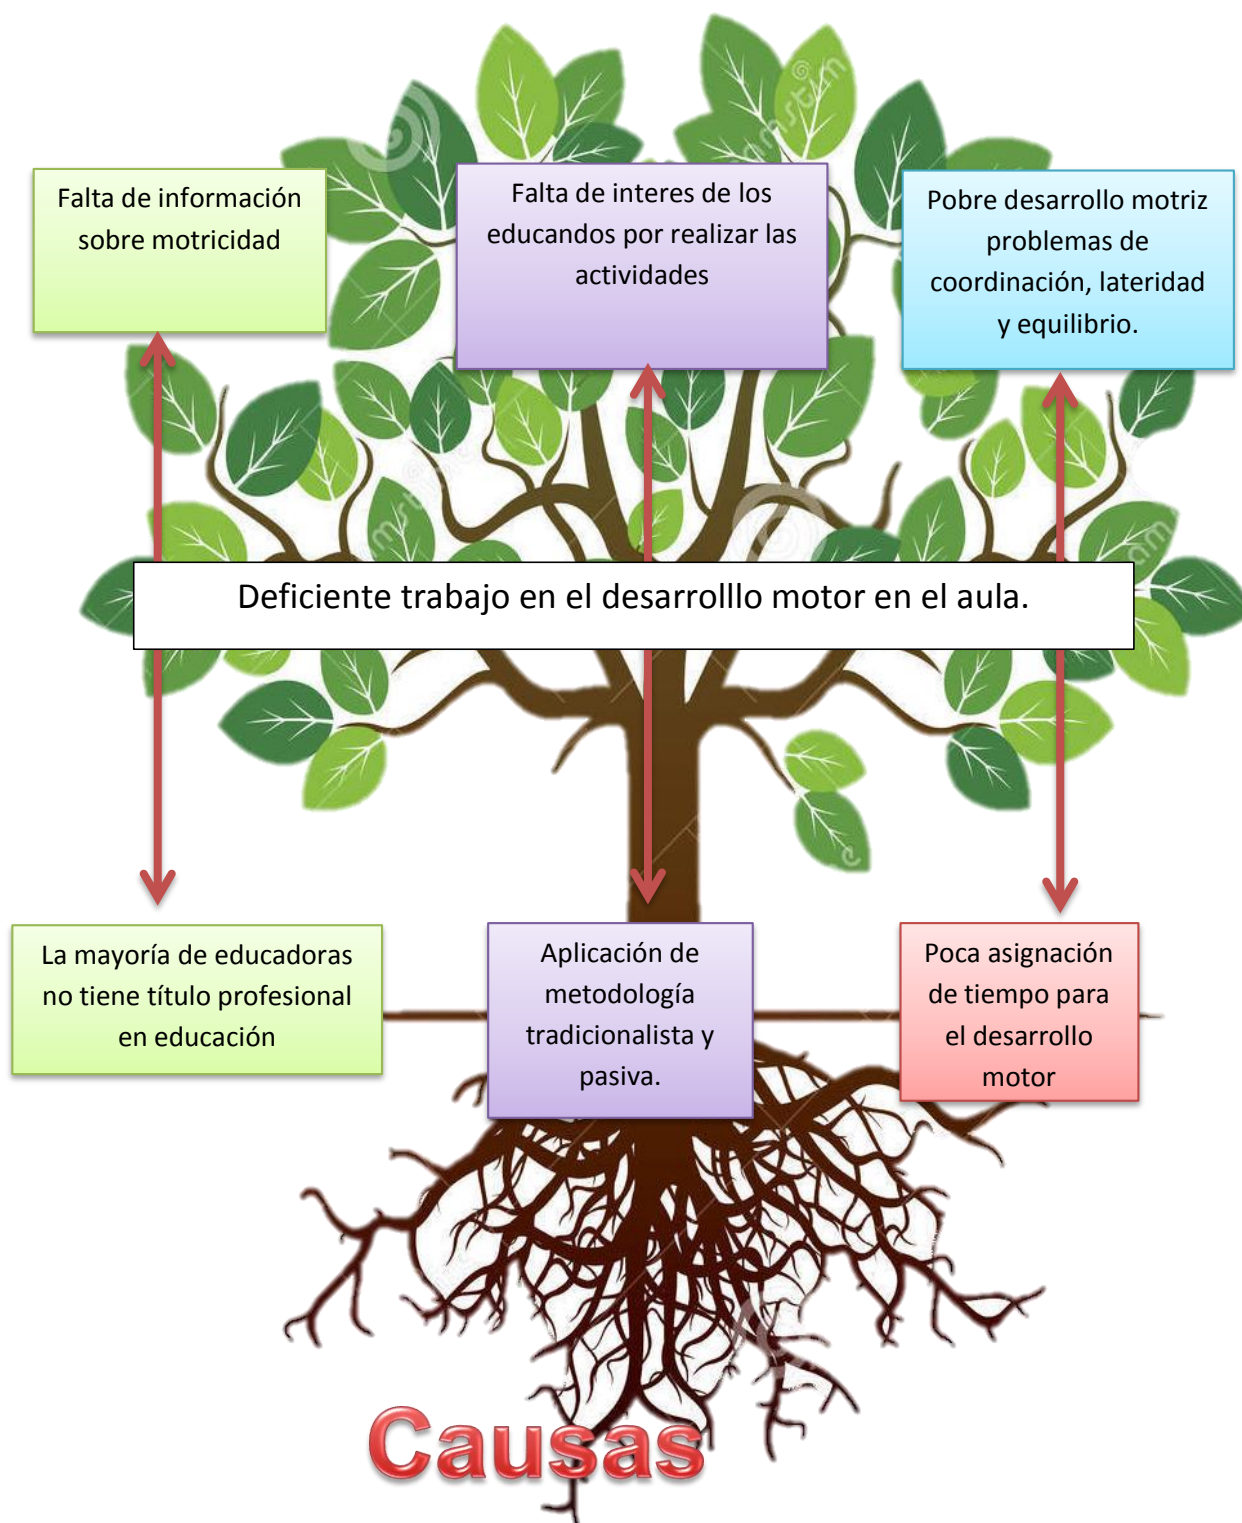 Falta de información
sobre motricidad
Falta de interes de los
educandos por realizar las
actividades
Pobre desarrollo motriz
problemas de
coordinación, lateridad
y equilibrio.
Deficiente trabajo en el desarrolllo motor en el aula.
La mayoría de educadoras
no tiene título profesional
en educación
Aplicación de
metodología
tradicionalista y
pasiva.
Poca asignación
de tiempo para
el desarrollo
motor
Causas